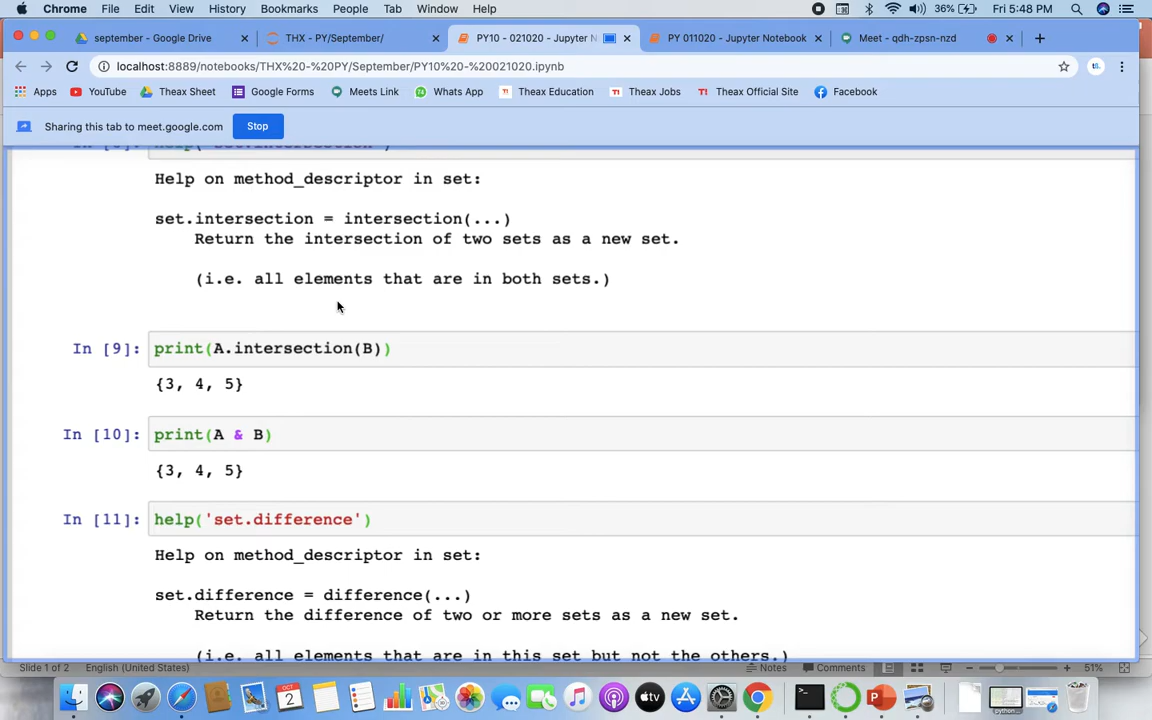 Chrome File Edit View History Bookmarks People Tab Window Help 36% Fri 5:48 PM
september - Google Drive THX - PY/September/ PY10 - 021020 - Jupyter N PY 011020 - Jupyter Notebook Meet - qdh-zpsn-nzd
localhost:8889/notebooks/THX%20-%20PY/September/PY10%20-%20021020.ipynb
Apps YouTube Theax Sheet Google Forms Meets Link Whats App Theax Education Theax Jobs Theax Official Site Facebook
Sharing this tab to meet.google.com Stop
Help on method_descriptor in set:
set.intersection = intersection(...)
Return the intersection of two sets as a new set.
(i.e. all elements that are in both sets.)
In [9]: print(A.intersection(B))
{3, 4, 5}
In [10]: print(A & B)
{3, 4, 5}
In [11]: help('set.difference')
Help on method_descriptor in set:
set.difference = difference(...)
Return the difference of two or more sets as a new set.
(i.e. all elements that are in this set but not the others.)
Slide 1 of 2 English (United States) Notes Comments 51%
OCT 2 tv